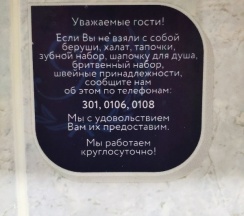 Уважаемые гости!
Если Вы не взяли с собой
беруши, халат, тапочки,
зубной набор, шапочку для душа,
бритвенный набор,
швейные принадлежности,
сообщите нам
об этом по телефонам:
301, 0106, 0108
Мы с удовольствием
Вам их предоставим.
Мы работаем
круглосуточно!